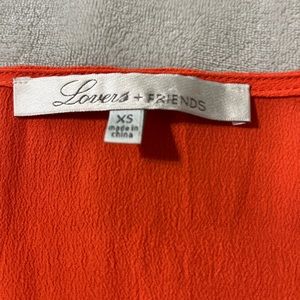 Lovers + FRIENDS
XS
made in
china